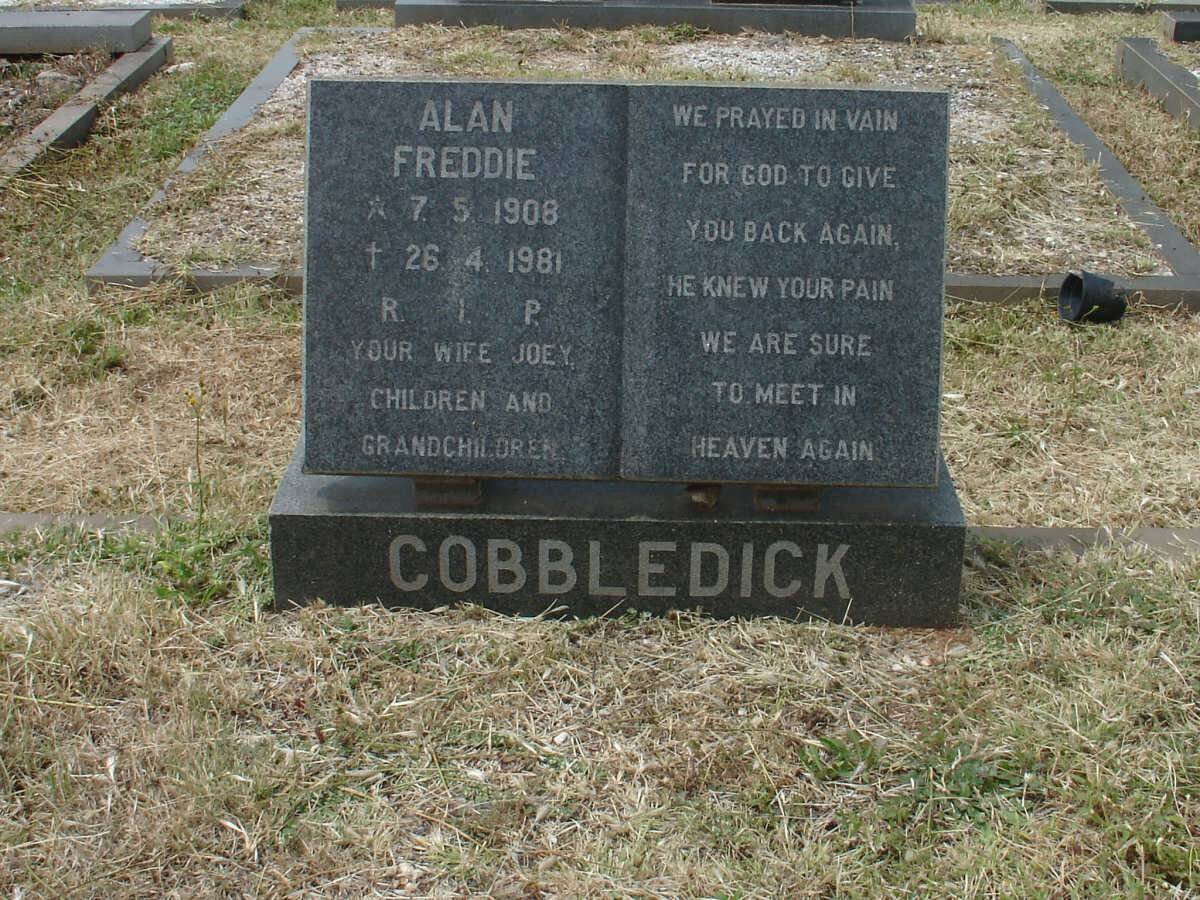 ALAN
FREDDIE
☆ 7. 5. 1908
† 26. 4. 1981
R. I. P.
YOUR WIFE JOEY,
CHILDREN AND
GRANDCHILDREN
WE PRAYED IN VAIN
FOR GOD TO GIVE
YOU BACK AGAIN,
HE KNEW YOUR PAIN
WE ARE SURE
TO MEET IN
HEAVEN AGAIN
COBBLEDICK